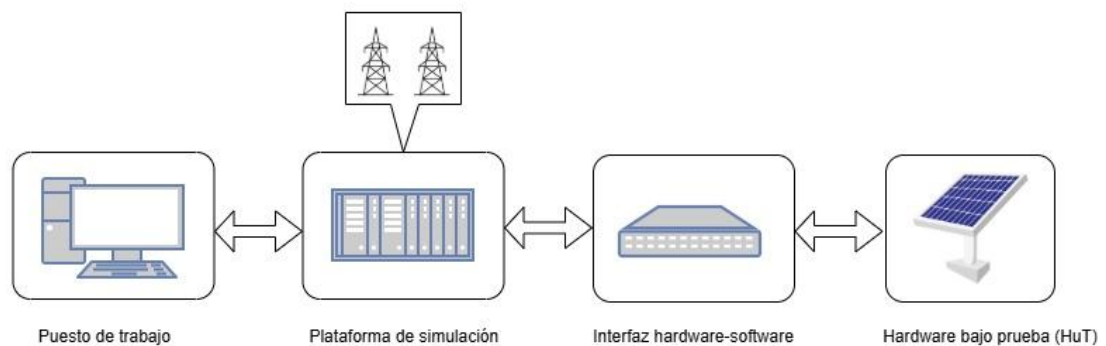 Puesto de trabajo
Plataforma de simulación
Interfaz hardware-software
Hardware bajo prueba (HuT)